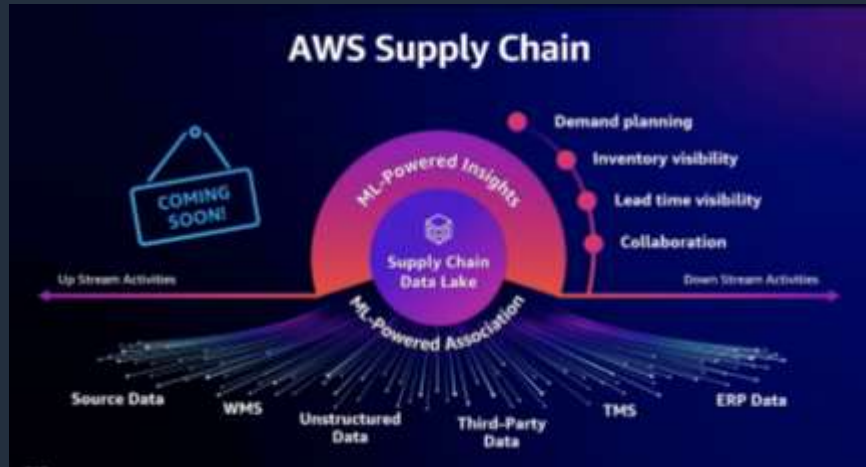 AWS Supply Chain
COMING
SOON!
ML-Powered Insights
Demand planning
Inventory visibility
Lead time visibility
Collaboration
Supply Chain
Data Lake
Up Stream Activities
Down Stream Activities
ML-Powered Association
Source Data
WMS
Unstructured
Data
Third-Party
Data
TMS
ERP Data